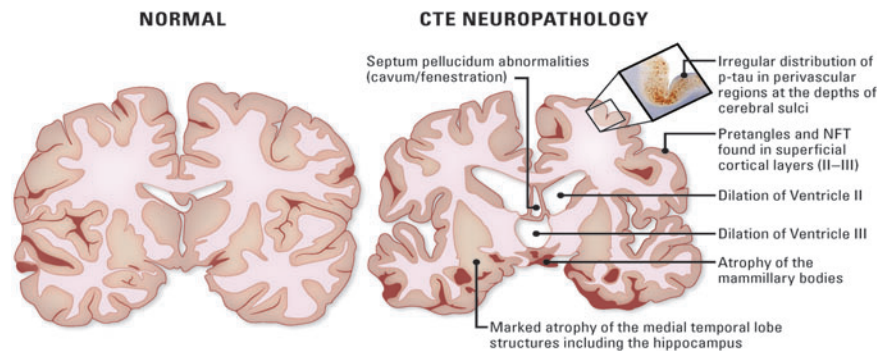 NORMAL
CTE NEUROPATHOLOGY
Septum pellucidum abnormalities
(cavum/fenestration)
Irregular distribution of
p-tau in perivascular
regions at the depths of
cerebral sulci
Pretangles and NFT
found in superficial
cortical layers (II–III)
Dilation of Ventricle II
Dilation of Ventricle III
Atrophy of the
mammillary bodies
Marked atrophy of the medial temporal lobe
structures including the hippocampus